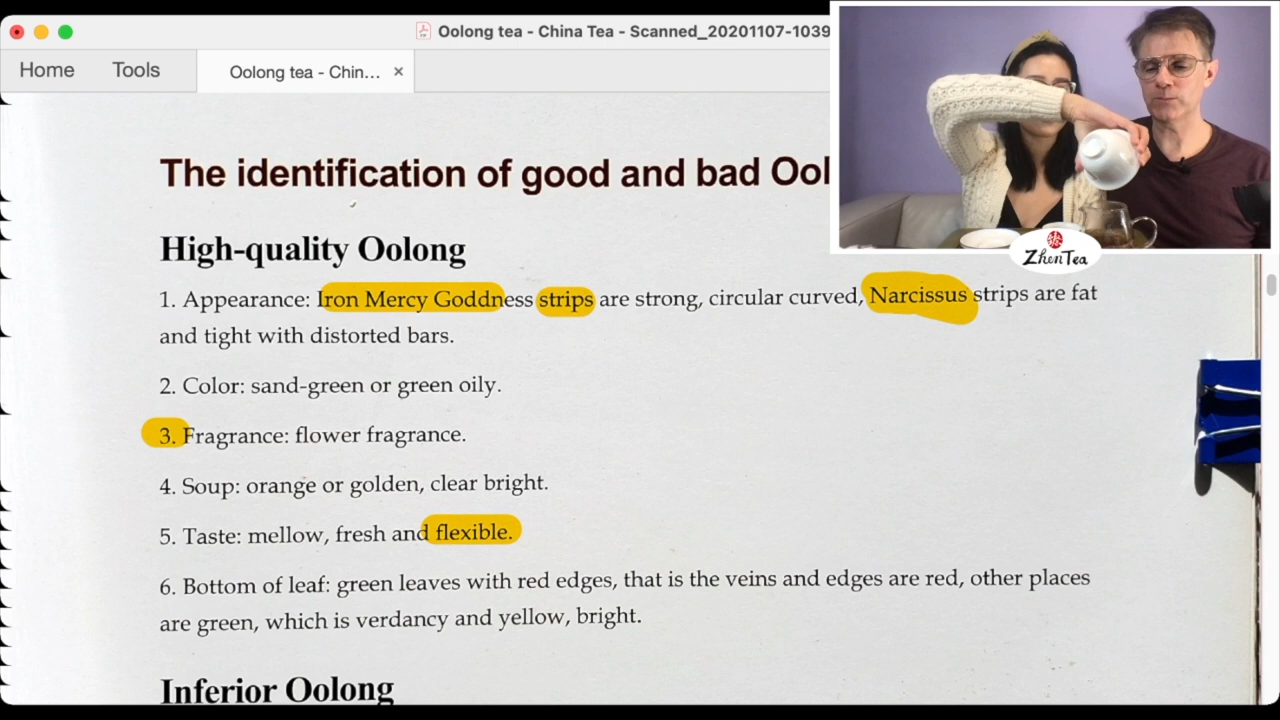 Oolong tea - China Tea - Scanned_20201107-1039
Home
Tools
Oolong tea - Chin...
The identification of good and bad Ool
High-quality Oolong
1. Appearance: Iron Mercy Goddness strips are strong, circular curved, Narcissus strips are fat
and tight with distorted bars.
2. Color: sand-green or green oily.
3. Fragrance: flower fragrance.
4. Soup: orange or golden, clear bright.
5. Taste: mellow, fresh and flexible.
6. Bottom of leaf: green leaves with red edges, that is the veins and edges are red, other places
are green, which is verdancy and yellow, bright.
Inferior Oolong
ZhenTea